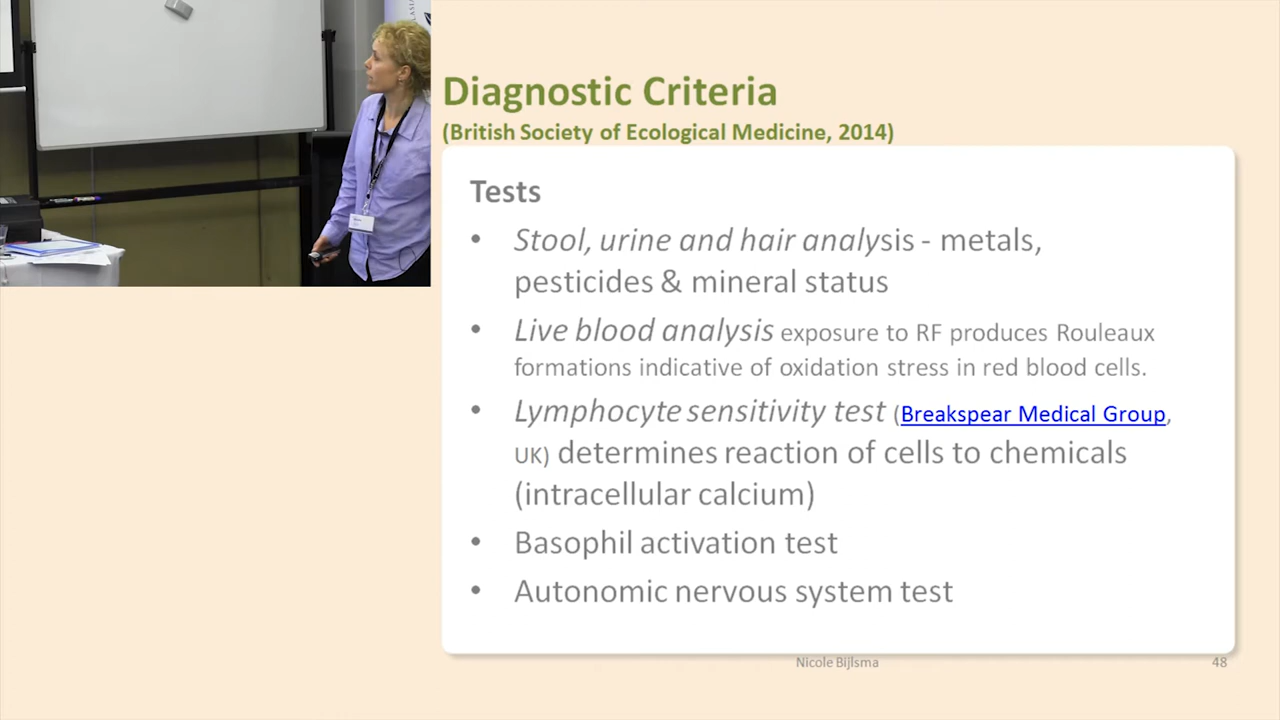 Diagnostic Criteria
(British Society of Ecological Medicine, 2014)
Tests
• Stool, urine and hair analysis - metals,
pesticides & mineral status
• Live blood analysis exposure to RF produces Rouleaux
formations indicative of oxidation stress in red blood cells.
• Lymphocyte sensitivity test (Breakspear Medical Group,
UK) determines reaction of cells to chemicals
(intracellular calcium)
• Basophil activation test
• Autonomic nervous system test
Nicole Bijlsma
48